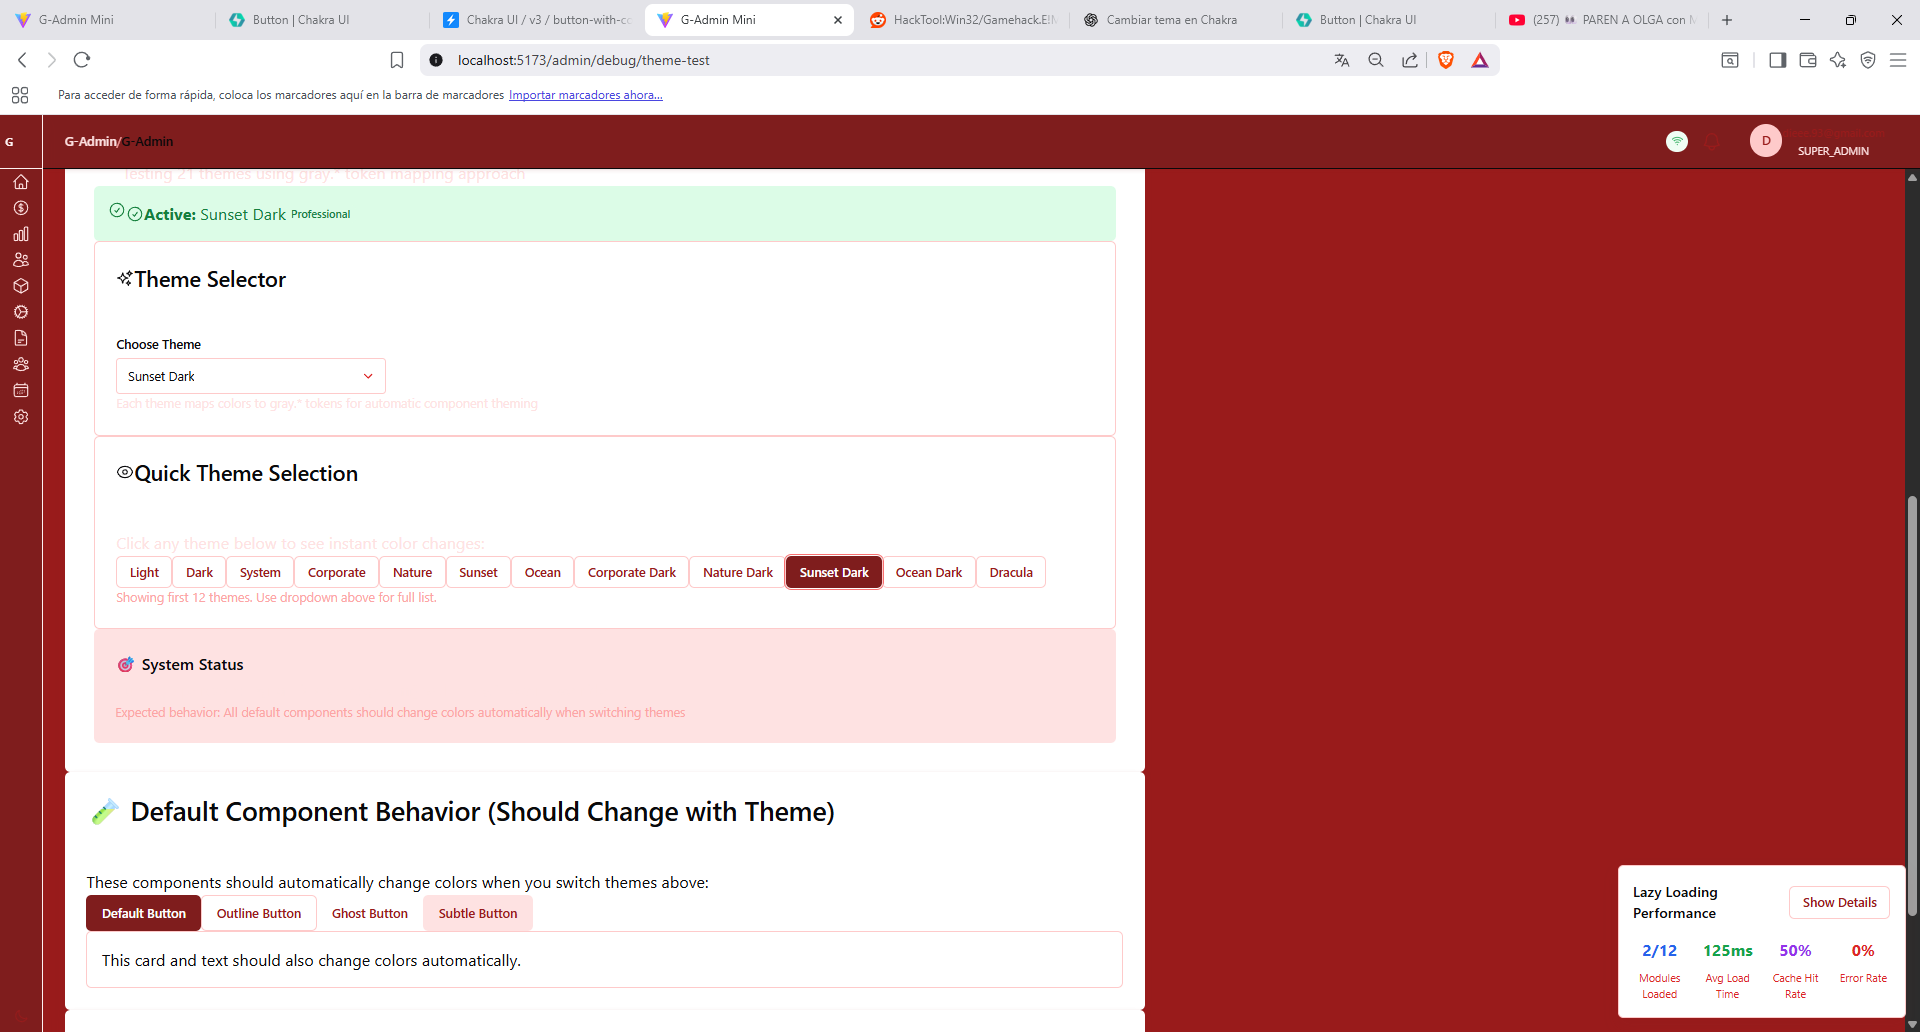 G-Admin Mini
Button | Chakra UI
Chakra UI / v3 / button-with-cc
G-Admin Mini
HackTool:Win32/Gamehack.EI
Cambiar tema en Chakra
Button | Chakra UI
(257) PAREN A OLGA con
localhost:5173/admin/debug/theme-test
Para acceder de forma rápida, coloca los marcadores aquí en la barra de marcadores Importar marcadores ahora...
G
G-Admin/G-Admin
D
SUPER_ADMIN
Testing 21 themes using gray.* token mapping approach
Active: Sunset Dark Professional
Theme Selector
Choose Theme
Sunset Dark
Each theme maps colors to gray.* tokens for automatic component theming
Quick Theme Selection
Click any theme below to see instant color changes:
Light Dark System Corporate Nature Sunset Ocean Corporate Dark Nature Dark Sunset Dark Ocean Dark Dracula
Showing first 12 themes. Use dropdown above for full list.
System Status
Expected behavior: All default components should change colors automatically when switching themes
Default Component Behavior (Should Change with Theme)
These components should automatically change colors when you switch themes above:
Default Button Outline Button Ghost Button Subtle Button
This card and text should also change colors automatically.
Lazy Loading
Performance
Show Details
2/12 125ms 50% 0%
Modules Avg Load Cache Hit Error Rate
Loaded Time Rate